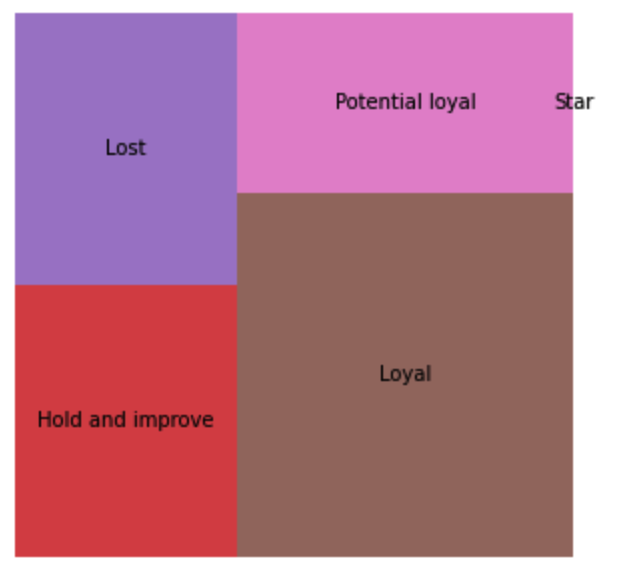 Potential loyal
Star
Lost
Loyal
Hold and improve